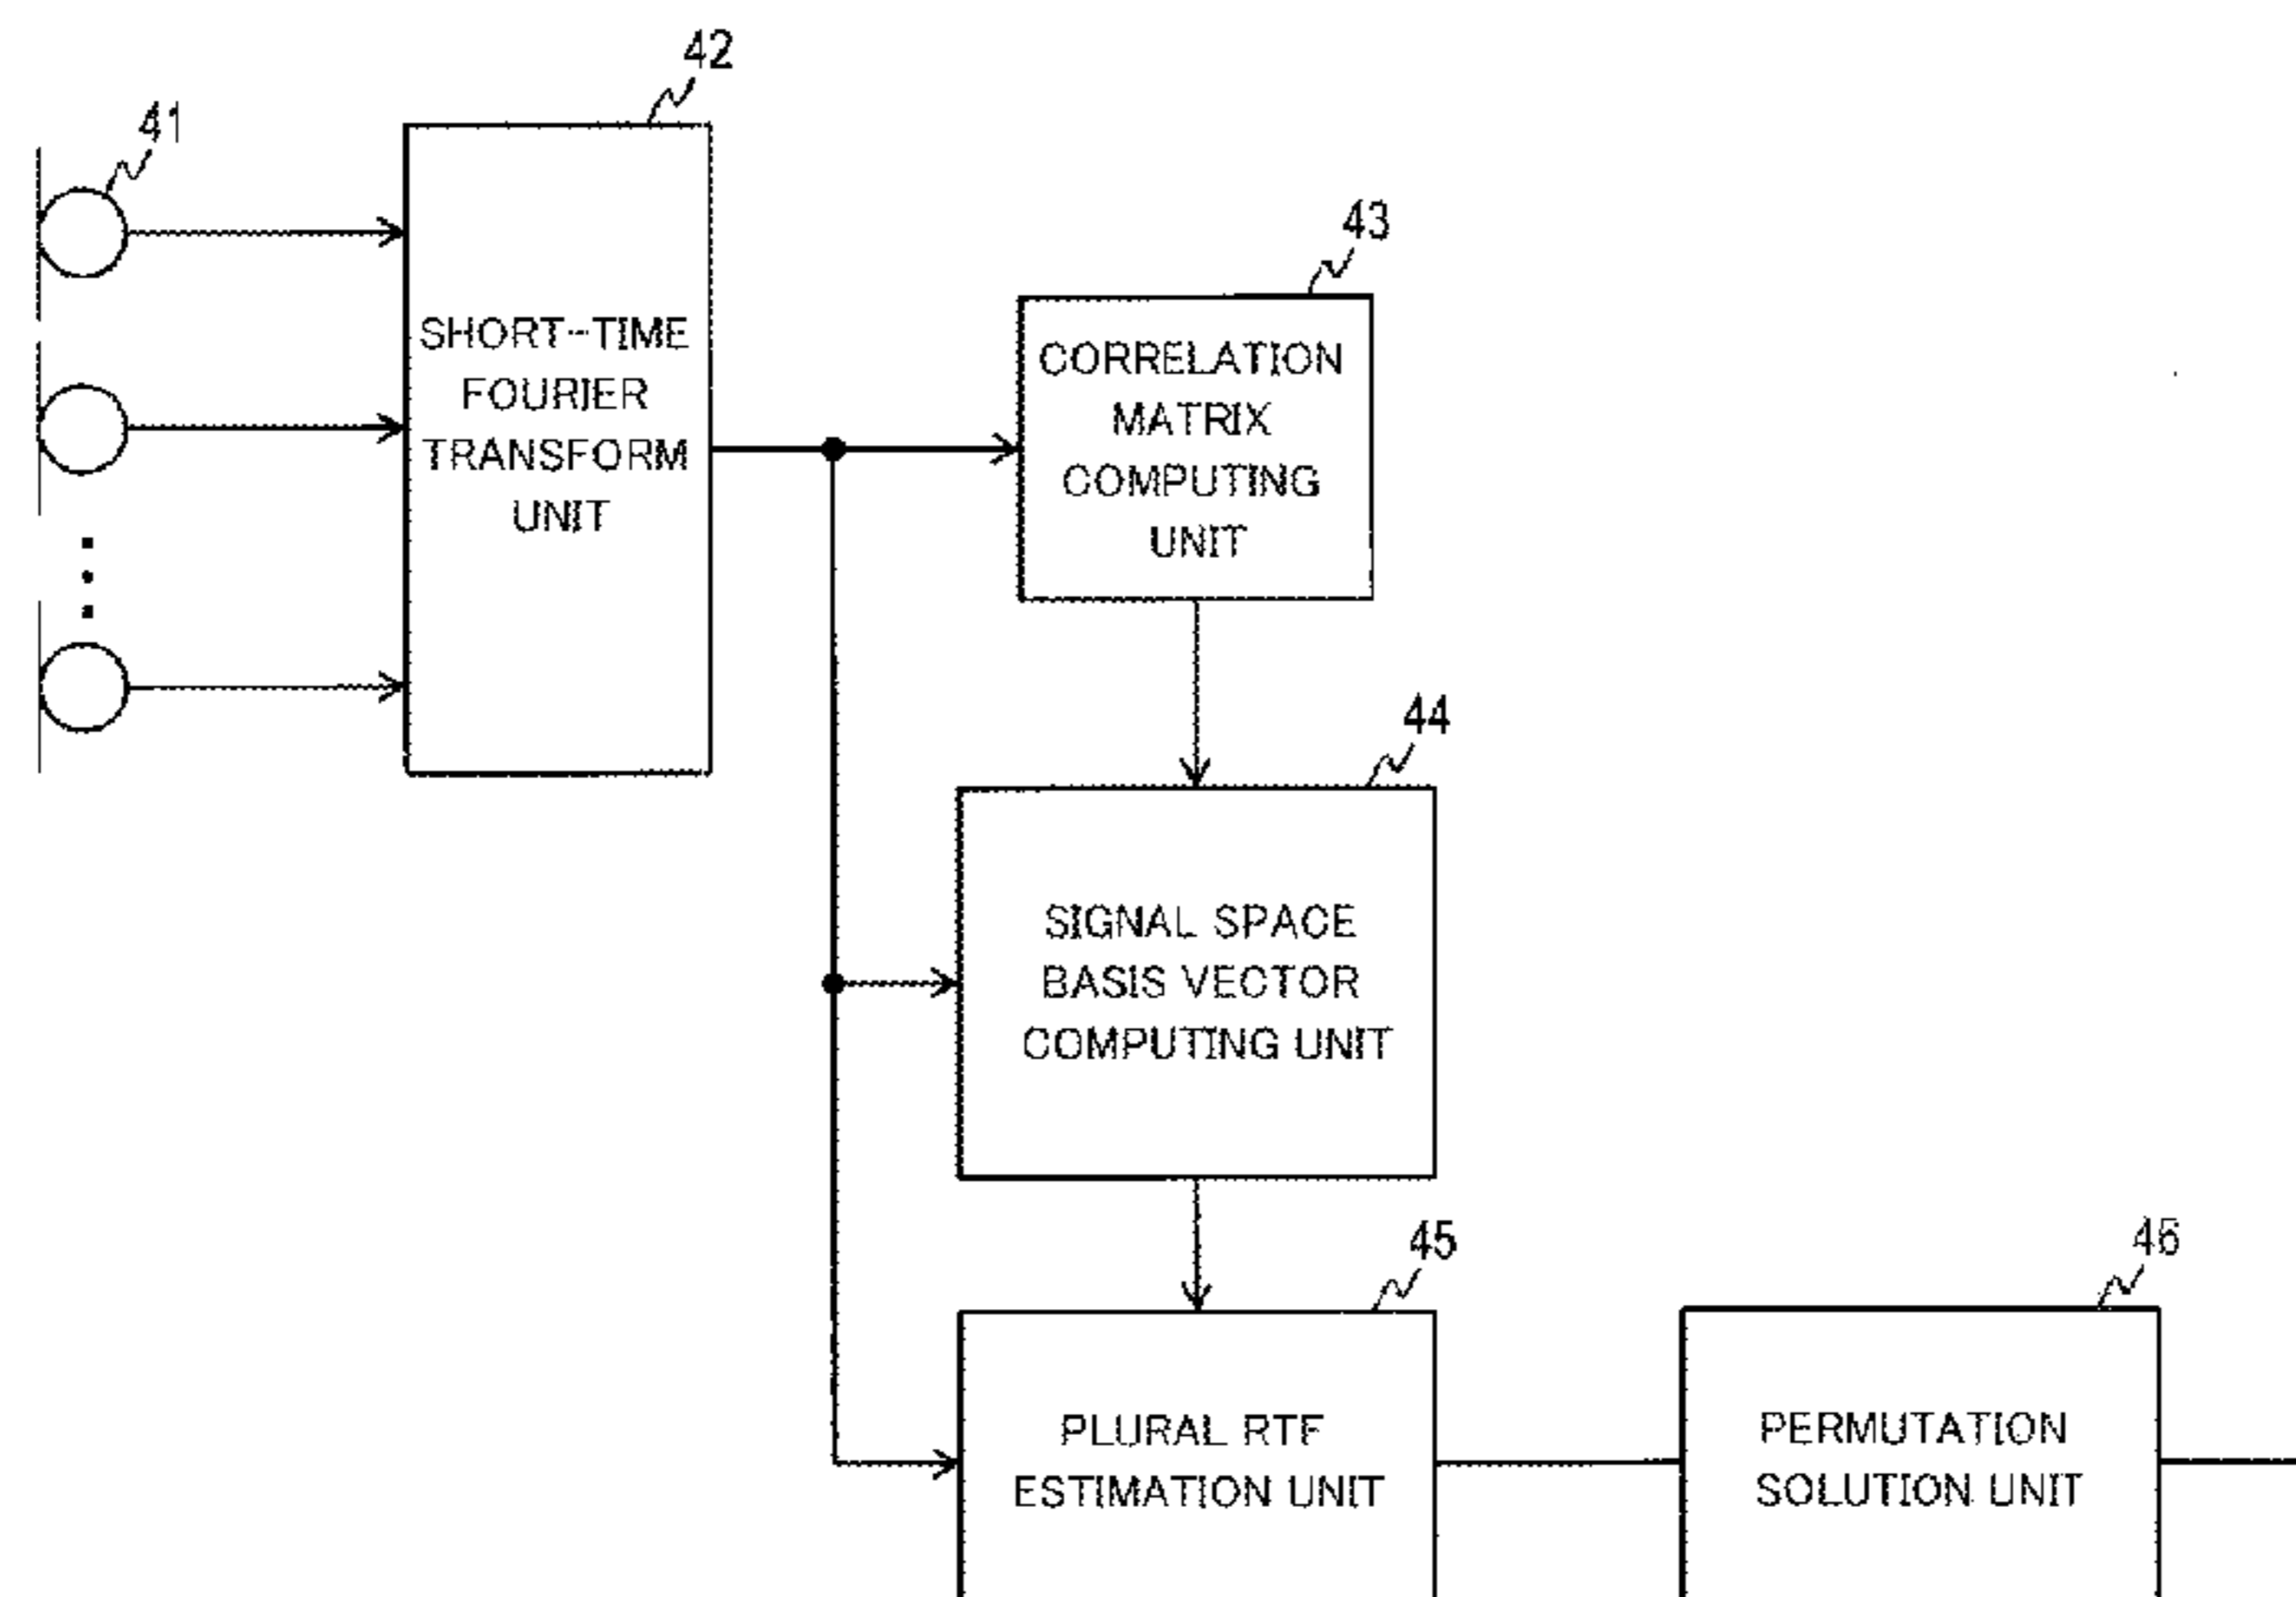 42
41
43
SHORT-TIME
FOURIER
TRANSFORM
UNIT
CORRELATION
MATRIX
COMPUTING
UNIT
44
SIGNAL SPACE
BASIS VECTOR
COMPUTING UNIT
45
46
PLURAL RTF
ESTIMATION UNIT
PERMUTATION
SOLUTION UNIT